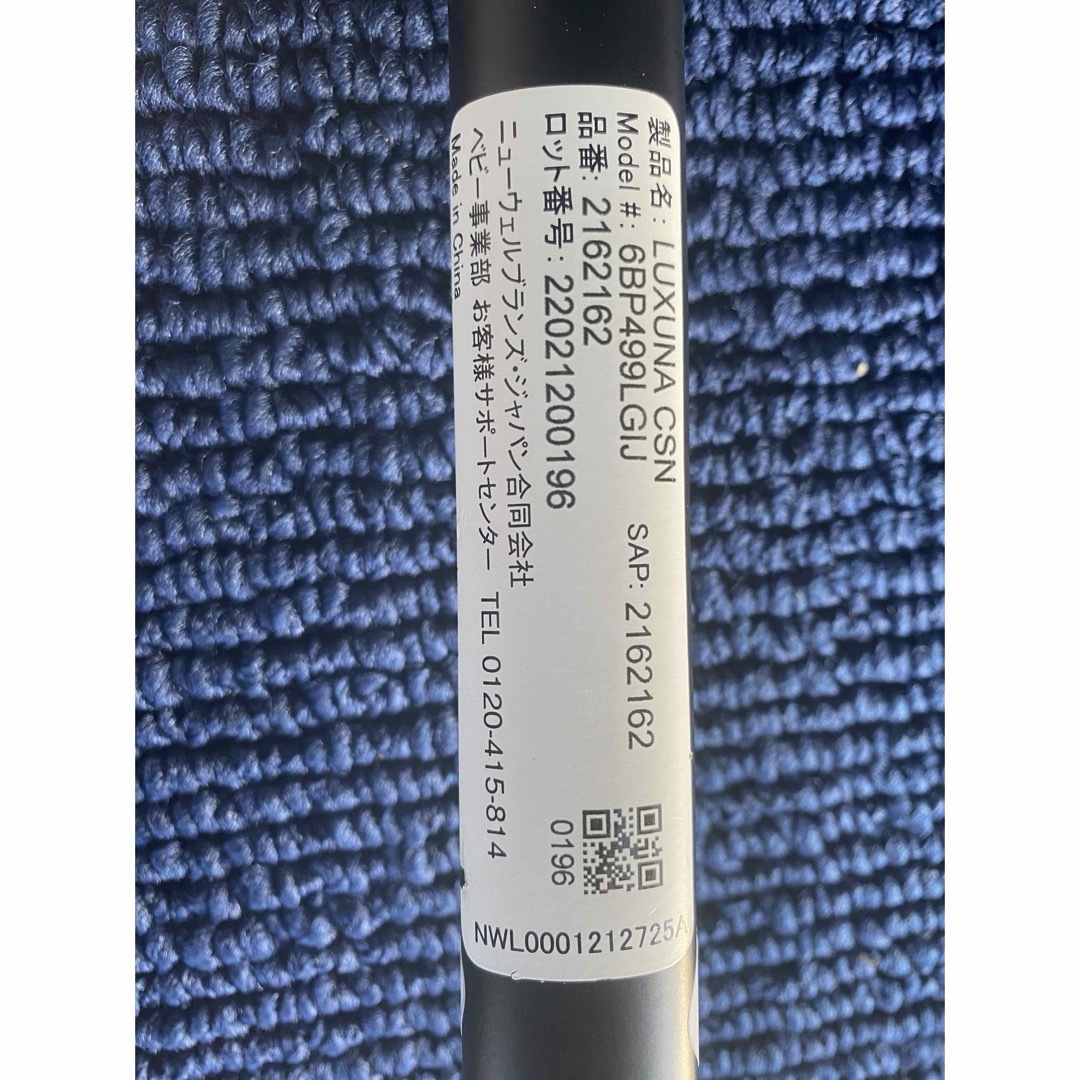 製品名: LUXUNA CSN
Model #: 6BP499LGIJ SAP: 2162162
品番: 2162162
ロット番号: 22021200196
0196
ニューウェルブランズ・ジャパン合同会社
ベビー事業部 お客様サポートセンター TEL 0120-415-814
Made in China
NWL0001212725A